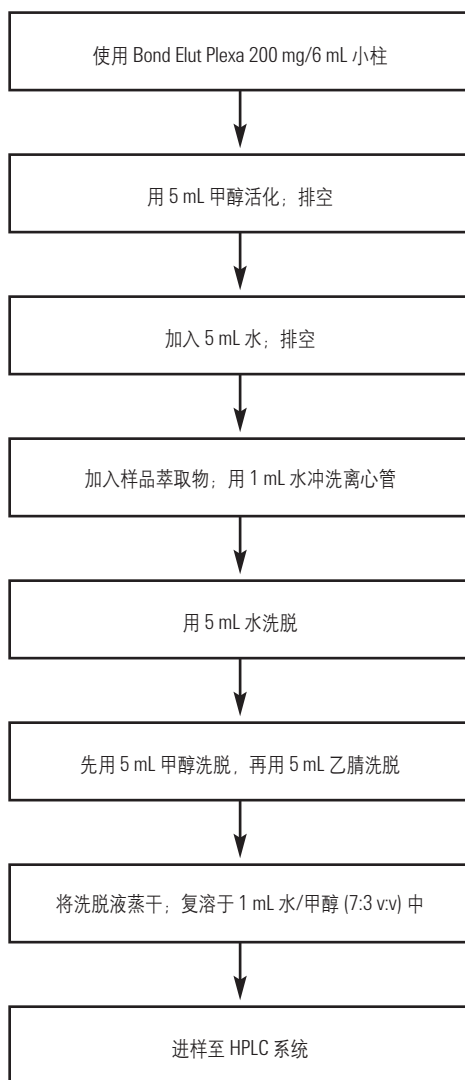 使用 Bond Elut Plexa 200 mg/6 mL 小柱
用 5 mL 甲醇活化；排空
加入 5 mL 水；排空
加入样品萃取物；用 1 mL 水冲洗离心管
用 5 mL 水洗脱
先用 5 mL 甲醇洗脱，再用 5 mL 乙腈洗脱
将洗脱液蒸干；复溶于 1 mL 水/甲醇 (7:3 v:v) 中
进样至 HPLC 系统